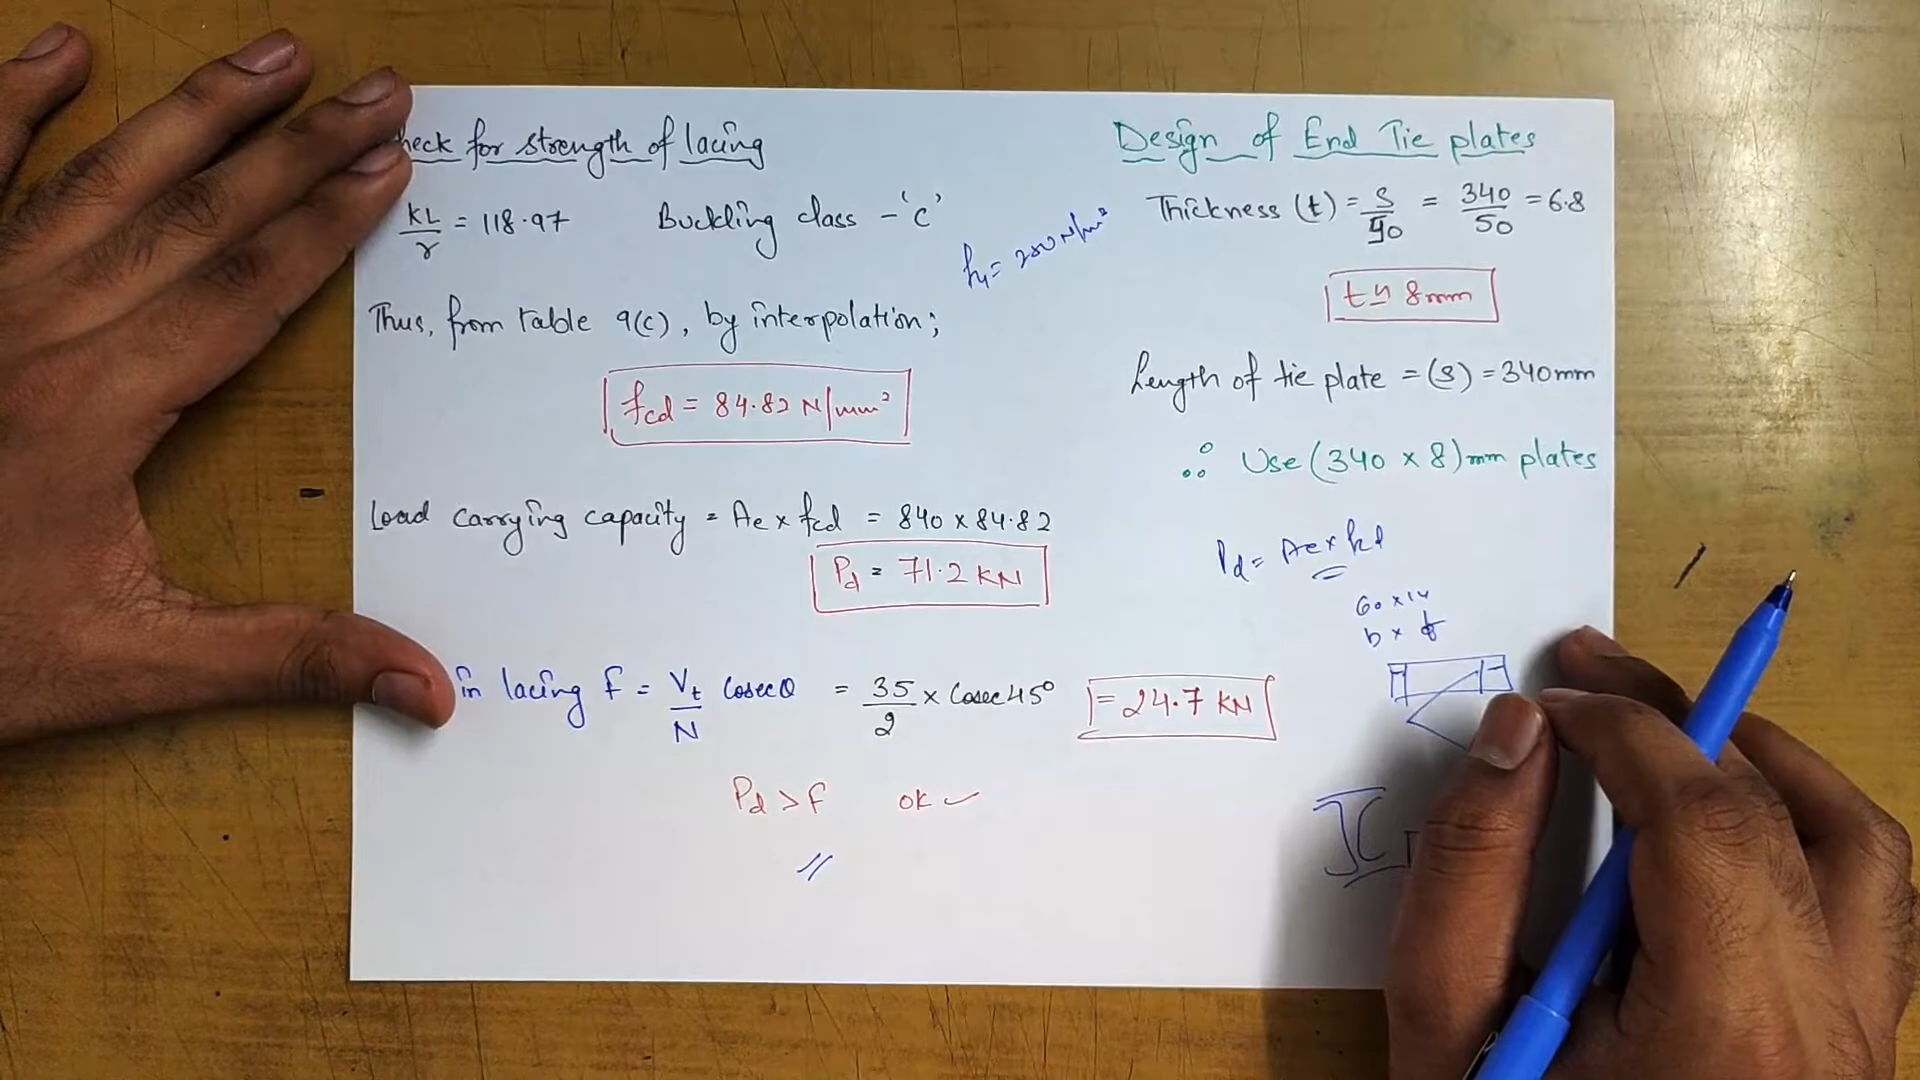 heck for strength of lacing
KL/r = 118.97 Buckling class - 'c'
fy = 250 N/mm²
Thus, from table 9(c), by interpolation;
fcd = 84.82 N/mm²
Load carrying capacity = Ae x fcd = 840 x 84.82
Pd = 71.2 KN
in lacing F = Vt/N Cosecθ = 35/2 x Cosec 45° = 24.7 KN
Pd > F OK ✓
//
Design of End Tie plates
Thickness (t) = S/50 = 340/50 = 6.8
t ≃ 8mm
Length of tie plate = (S) = 340mm
∴ Use (340 x 8) mm plates
Pd = Ae x fcd
60 x 14
b x t